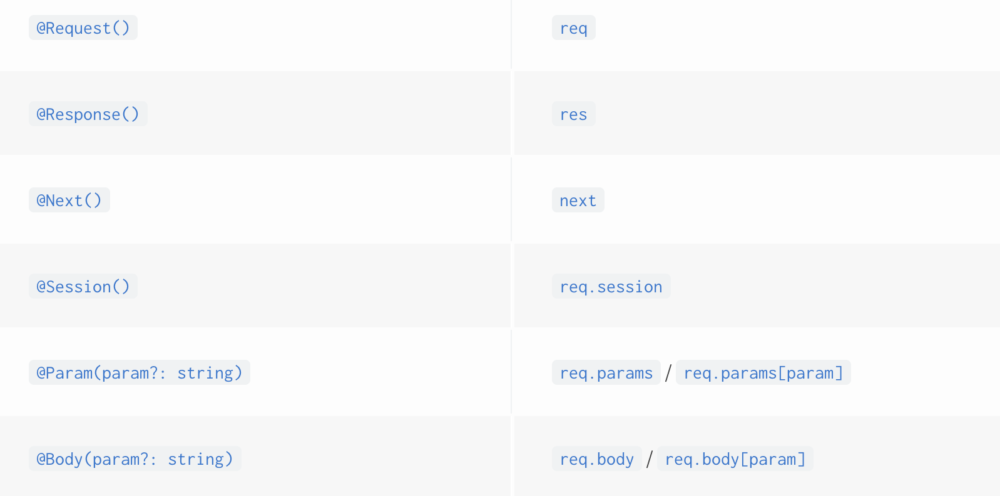 @Request() req
@Response() res
@Next() next
@Session() req.session
@Param(param?: string) req.params / req.params[param]
@Body(param?: string) req.body / req.body[param]